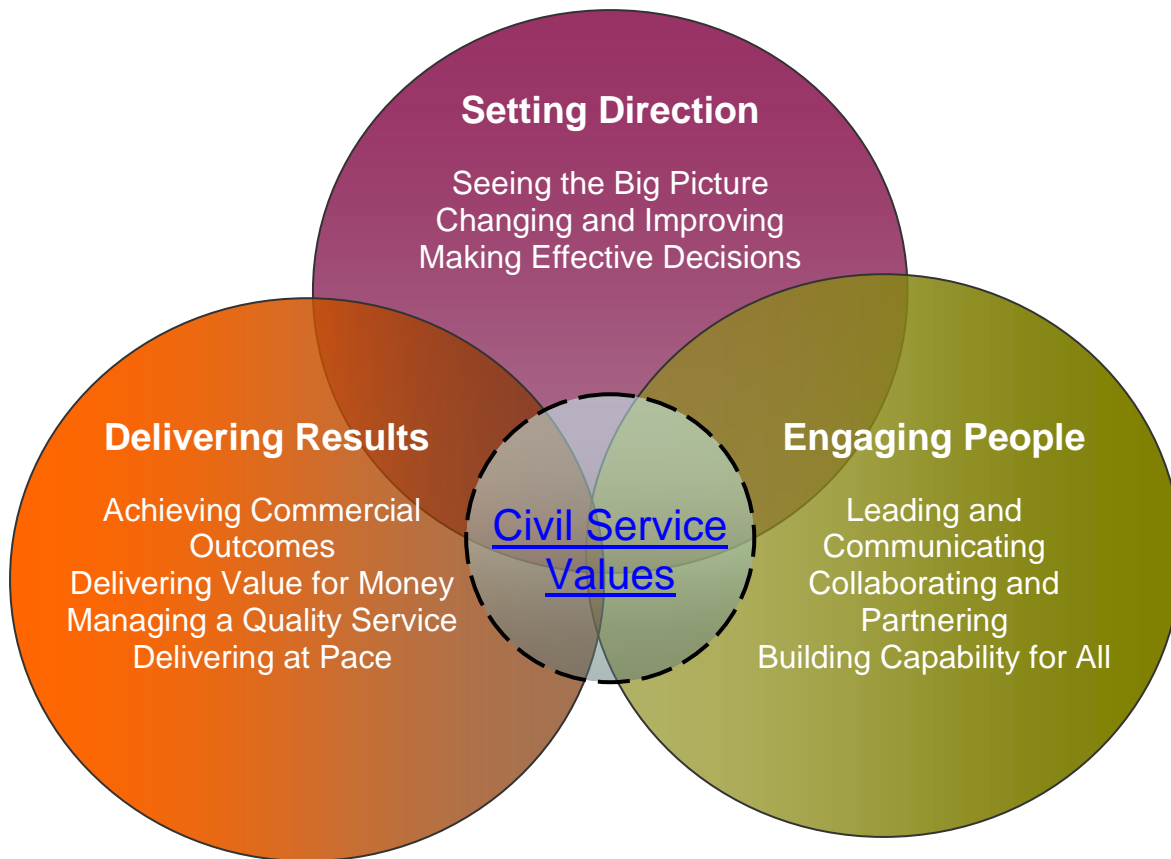 Setting Direction
Seeing the Big Picture
Changing and Improving
Making Effective Decisions
Delivering Results
Achieving Commercial
Outcomes
Delivering Value for Money
Managing a Quality Service
Delivering at Pace
Civil Service
Values
Engaging People
Leading and
Communicating
Collaborating and
Partnering
Building Capability for All